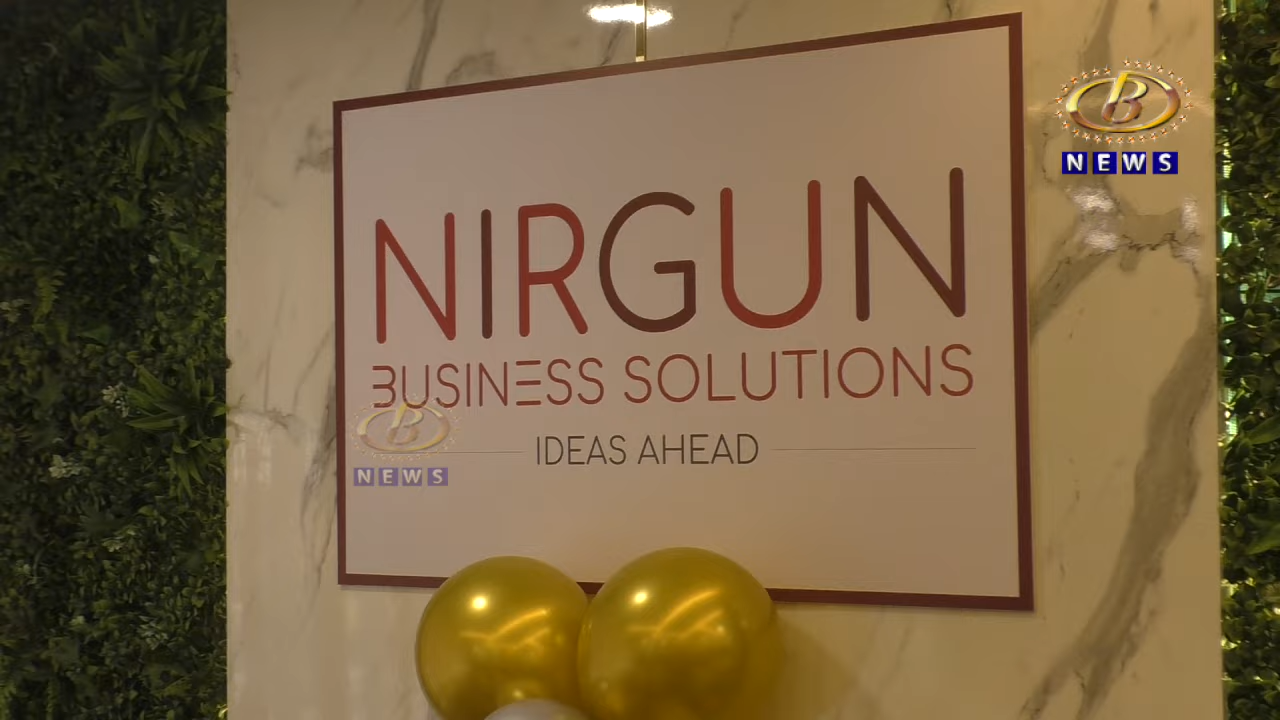 B
NEWS
NIRGUN
BUSINESS SOLUTIONS
B
NEWS
IDEAS AHEAD